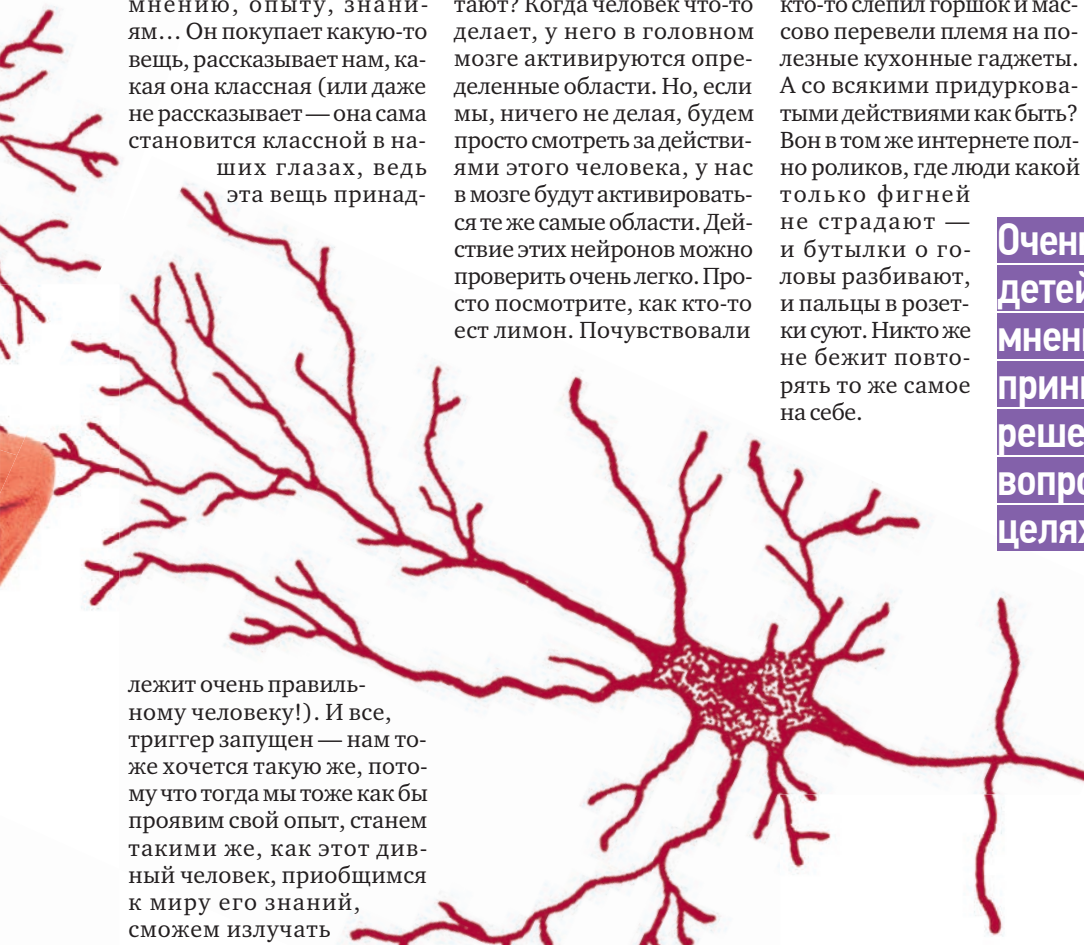 мнению, опыту, знани-
ям... Он покупает какую-то
вещь, рассказывает нам, ка-
кая она классная (или даже
не рассказывает — она сама
становится классной в на-
ших глазах, ведь
эта вещь принад-
лежит очень правиль-
ному человеку!). И все,
триггер запущен — нам то-
же хочется такую же, пото-
му что тогда мы тоже как бы
проявим свой опыт, станем
такими же, как этот див-
ный человек, приобщимся
к миру его знаний,
сможем излучать
тают? Когда человек что-то
делает, у него в головном
мозге активируются опре-
деленные области. Но, если
мы, ничего не делая, будем
просто смотреть за действи-
ями этого человека, у нас
в мозге будут активировать-
ся те же самые области. Дей-
ствие этих нейронов можно
проверить очень легко. Про-
сто посмотрите, как кто-то
ест лимон. Почувствовали
кто-то слепил горшок и мас-
сово перевели племя на по-
лезные кухонные гаджеты.
А со всякими придуркова-
тыми действиями как быть?
Вон в том же интернете пол-
но роликов, где люди какой
только фигней
не страдают —
и бутылки о го-
ловы разбивают,
и пальцы в розет-
ки суют. Никто же
не бежит повто-
рять то же самое
на себе.
детей
реше
целях